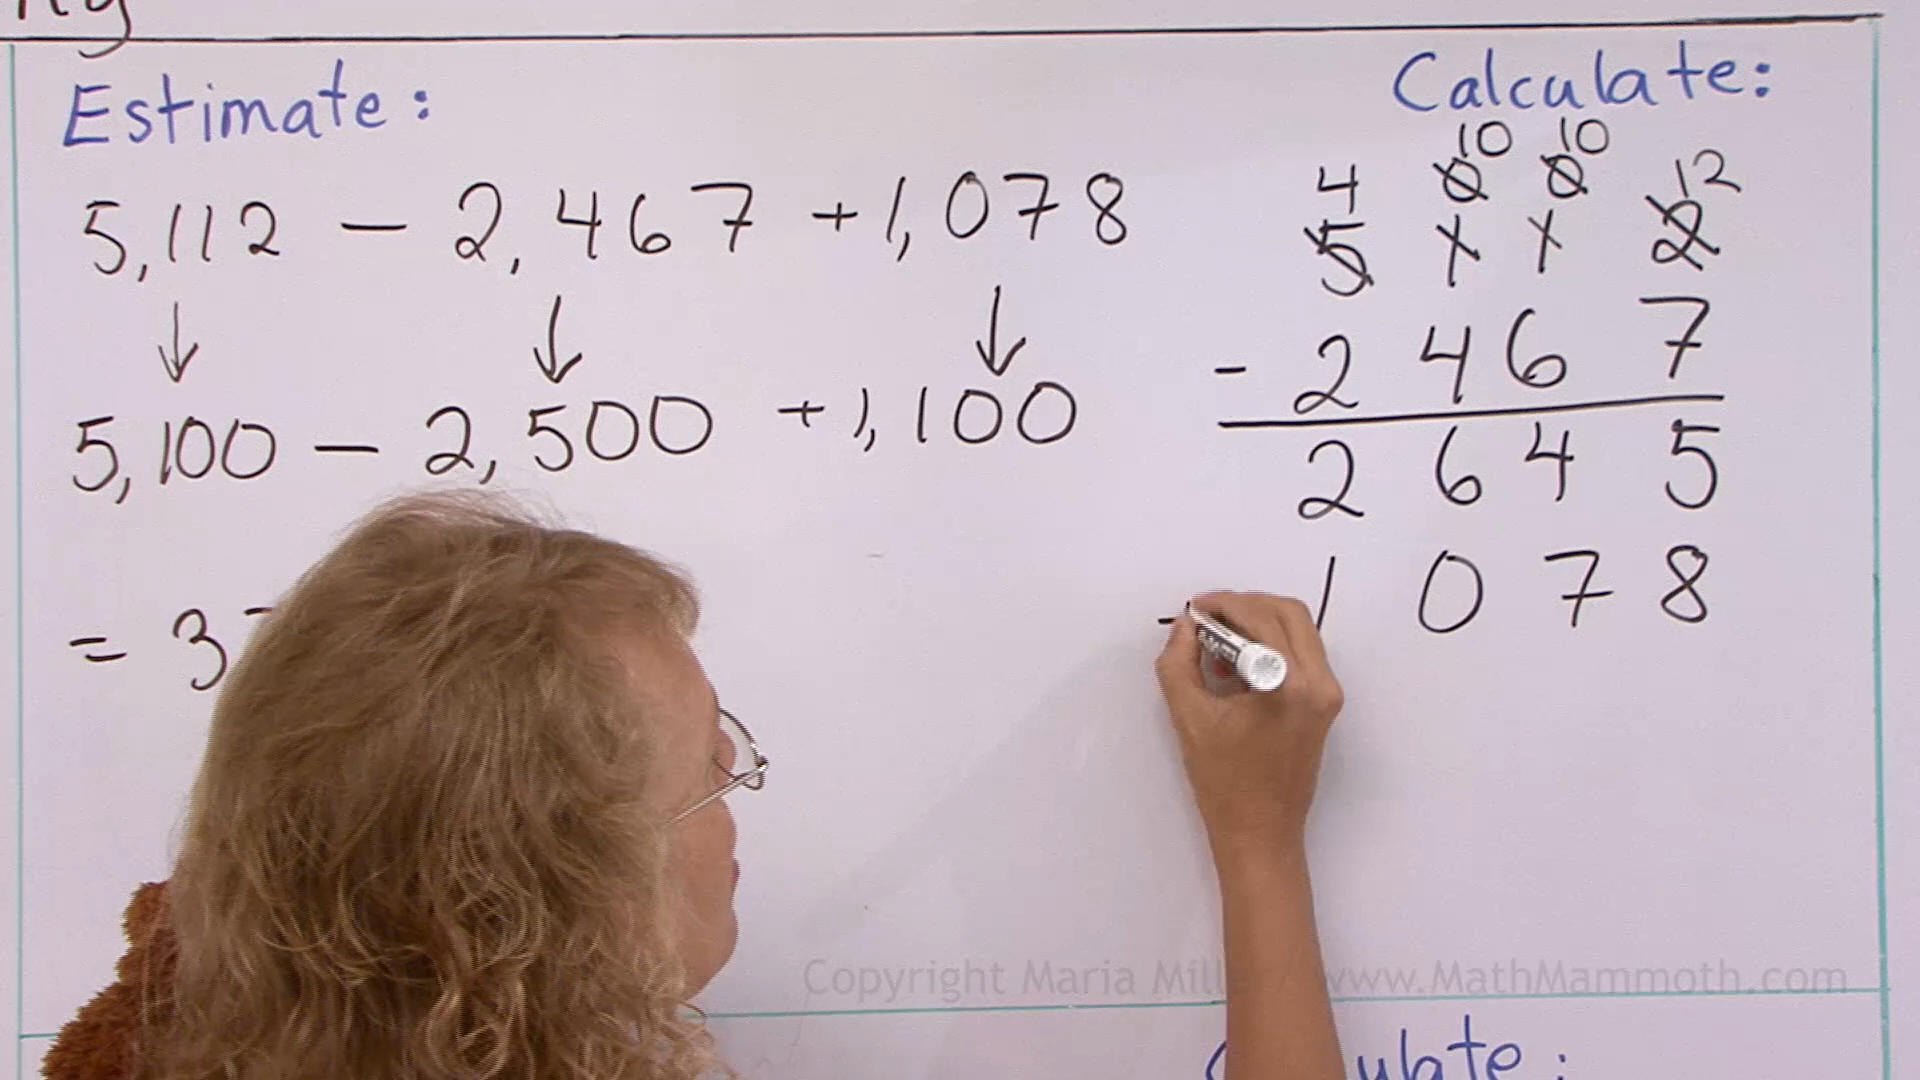 Estimate:
5,112 - 2,467 + 1,078
↓ ↓ ↓
5,100 - 2,500 + 1,100
= 3
Calculate:
10 10
4 0 0 12
5 1 1 2
- 2 4 6 7
2 6 4 5
1 0 7 8
Copyright Maria Mill www.MathMammoth.com